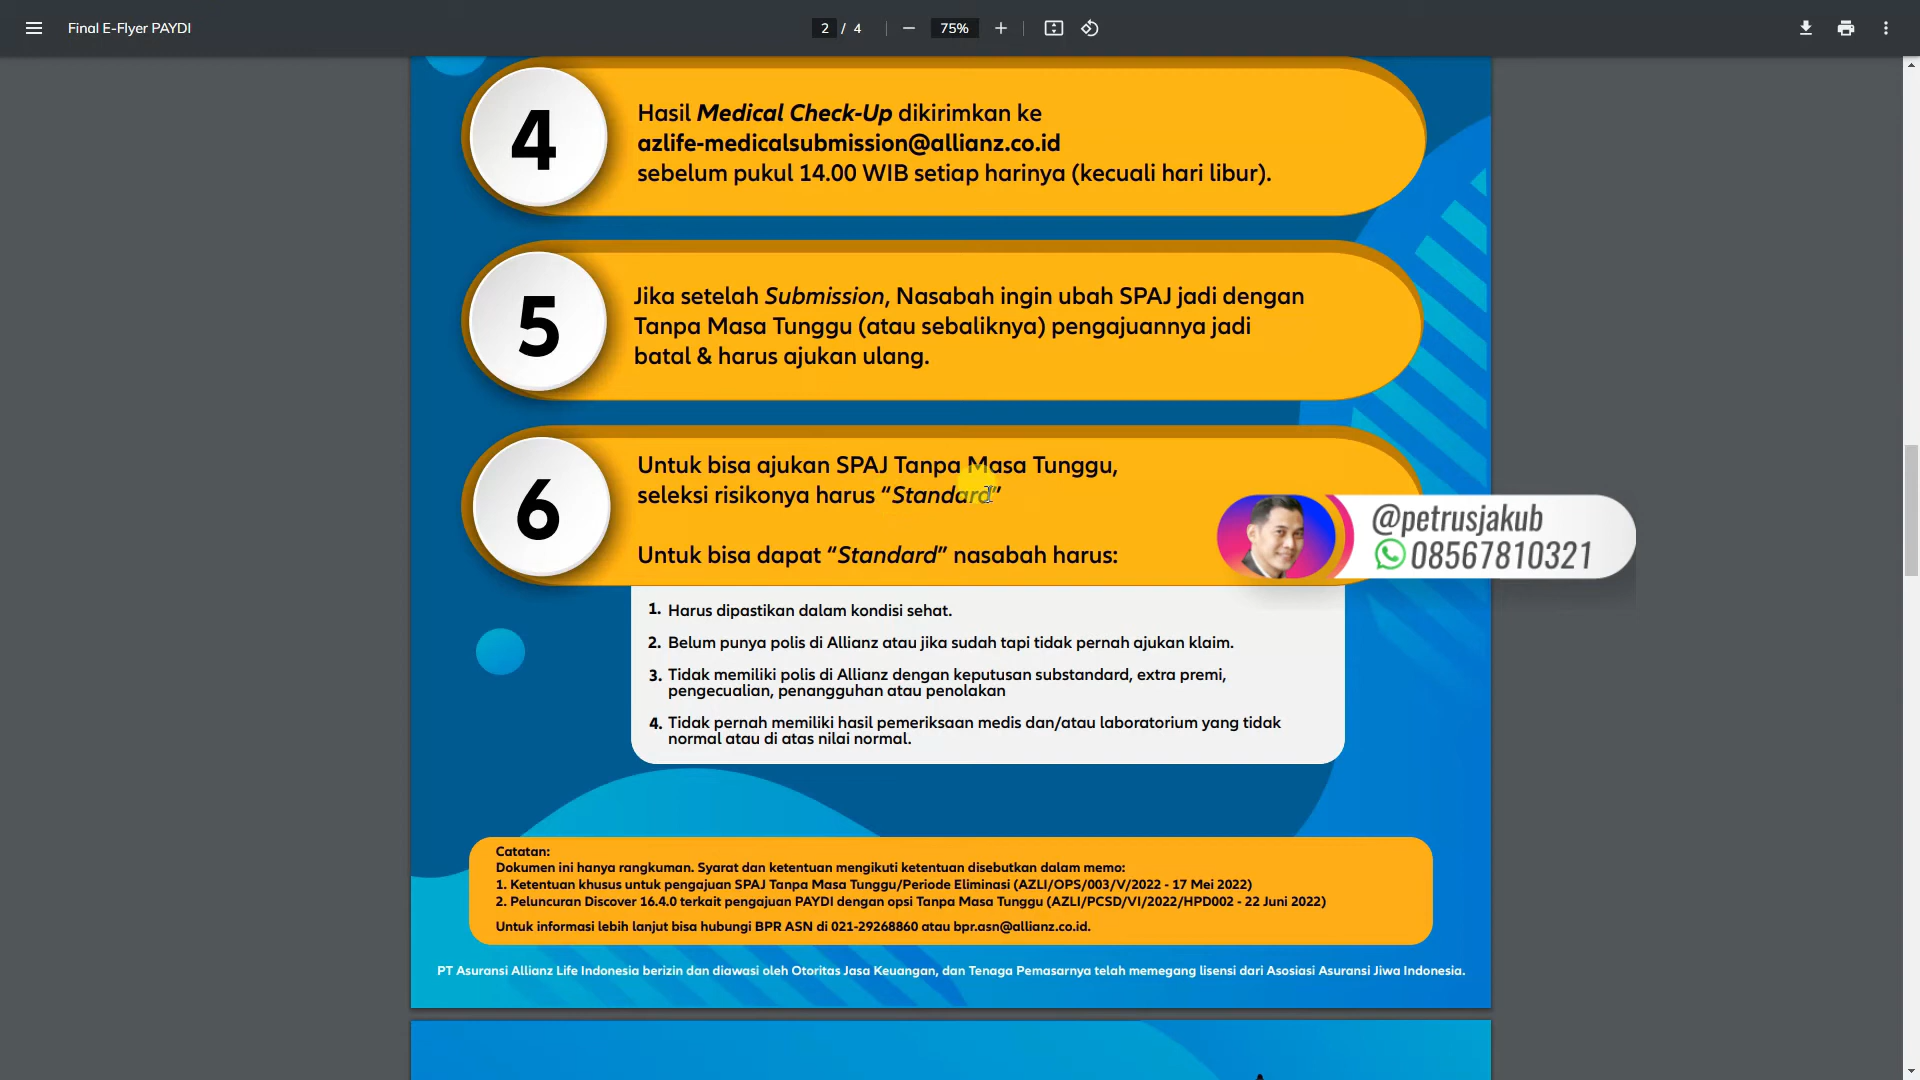 Final E-Flyer PAYDI
2 / 4
75%
4
Hasil Medical Check-Up dikirimkan ke
azlife-medicalsubmission@allianz.co.id
sebelum pukul 14.00 WIB setiap harinya (kecuali hari libur).
5
Jika setelah Submission, Nasabah ingin ubah SPAJ jadi dengan
Tanpa Masa Tunggu (atau sebaliknya) pengajuannya jadi
batal & harus ajukan ulang.
6
Untuk bisa ajukan SPAJ Tanpa Masa Tunggu,
seleksi risikonya harus “Standard”
Untuk bisa dapat “Standard” nasabah harus:
@petrusjakub
08567810321
1. Harus dipastikan dalam kondisi sehat.
2. Belum punya polis di Allianz atau jika sudah tapi tidak pernah ajukan klaim.
3. Tidak memiliki polis di Allianz dengan keputusan substandard, extra premi,
pengecualian, penangguhan atau penolakan
4. Tidak pernah memiliki hasil pemeriksaan medis dan/atau laboratorium yang tidak
normal atau di atas nilai normal.
Catatan:
Dokumen ini hanya rangkuman. Syarat dan ketentuan mengikuti ketentuan disebutkan dalam memo:
1. Ketentuan khusus untuk pengajuan SPAJ Tanpa Masa Tunggu/Periode Eliminasi (AZLI/OPS/003/V/2022 - 17 Mei 2022)
2. Peluncuran Discover 16.4.0 terkait pengajuan PAYDI dengan opsi Tanpa Masa Tunggu (AZLI/PCSD/VI/2022/HPD002 - 22 Juni 2022)
Untuk informasi lebih lanjut bisa hubungi BPR ASN di 021-29268860 atau bpr.asn@allianz.co.id.
PT Asuransi Allianz Life Indonesia berizin dan diawasi oleh Otoritas Jasa Keuangan, dan Tenaga Pemasarnya telah memegang lisensi dari Asosiasi Asuransi Jiwa Indonesia.